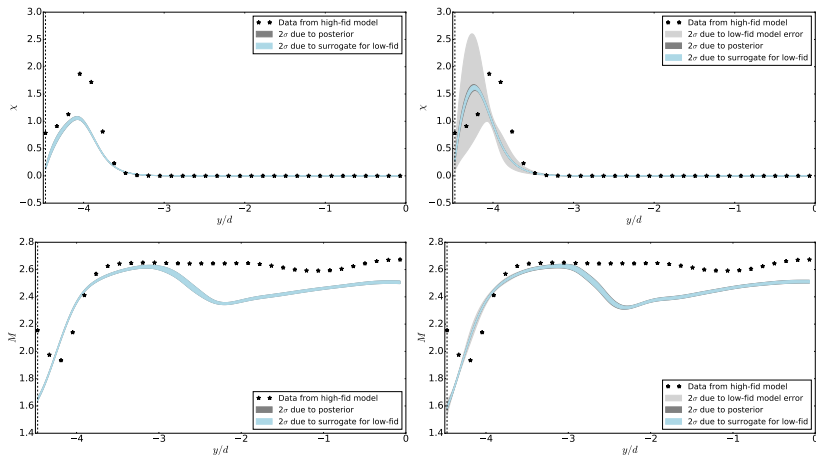 3.0
2.5
2.0
1.5
1.0
0.5
0.0
−0.5
χ
−4
−3
−2
−1
0
y/d
Data from high-fid model
2σ due to posterior
2σ due to surrogate for low-fid
3.0
2.5
2.0
1.5
1.0
0.5
0.0
−0.5
χ
−4
−3
−2
−1
0
y/d
Data from high-fid model
2σ due to low-fid model error
2σ due to posterior
2σ due to surrogate for low-fid
2.8
2.6
2.4
2.2
2.0
1.8
1.6
1.4
M
−4
−3
−2
−1
0
y/d
Data from high-fid model
2σ due to posterior
2σ due to surrogate for low-fid
2.8
2.6
2.4
2.2
2.0
1.8
1.6
1.4
M
−4
−3
−2
−1
0
y/d
Data from high-fid model
2σ due to low-fid model error
2σ due to posterior
2σ due to surrogate for low-fid